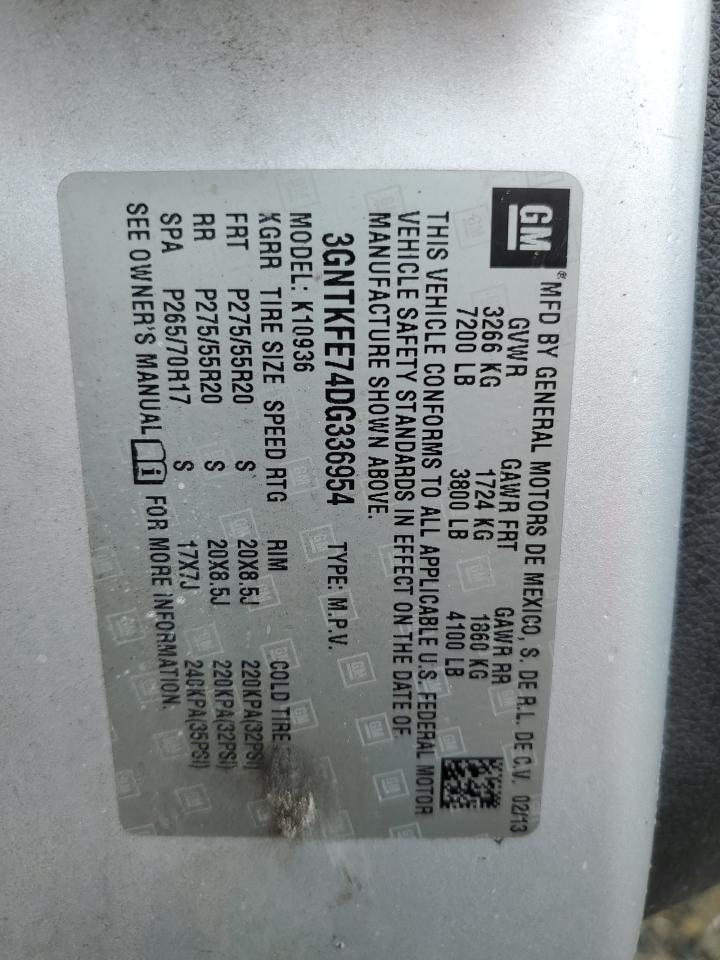 GM
® MFD BY GENERAL MOTORS DE MEXICO, S. DE R.L. DE C.V. 02/13
GVWR GAWR FRT GAWR RR
3266 KG 1724 KG 1860 KG
7200 LB 3800 LB 4100 LB
THIS VEHICLE CONFORMS TO ALL APPLICABLE U.S. FEDERAL MOTOR
VEHICLE SAFETY STANDARDS IN EFFECT ON THE DATE OF
MANUFACTURE SHOWN ABOVE.
3GNTKFE74DG336954 TYPE: M.P.V.
MODEL: K10936
XGRR TIRE SIZE SPEED RTG RIM COLD TIRE
FRT P275/55R20 S 20X8.5J 220KPA(32PSI)
RR P275/55R20 S 20X8.5J 220KPA(32PSI)
SPA P265/70R17 S 17X7J 240KPA(35PSI)
SEE OWNER'S MANUAL FOR MORE INFORMATION.